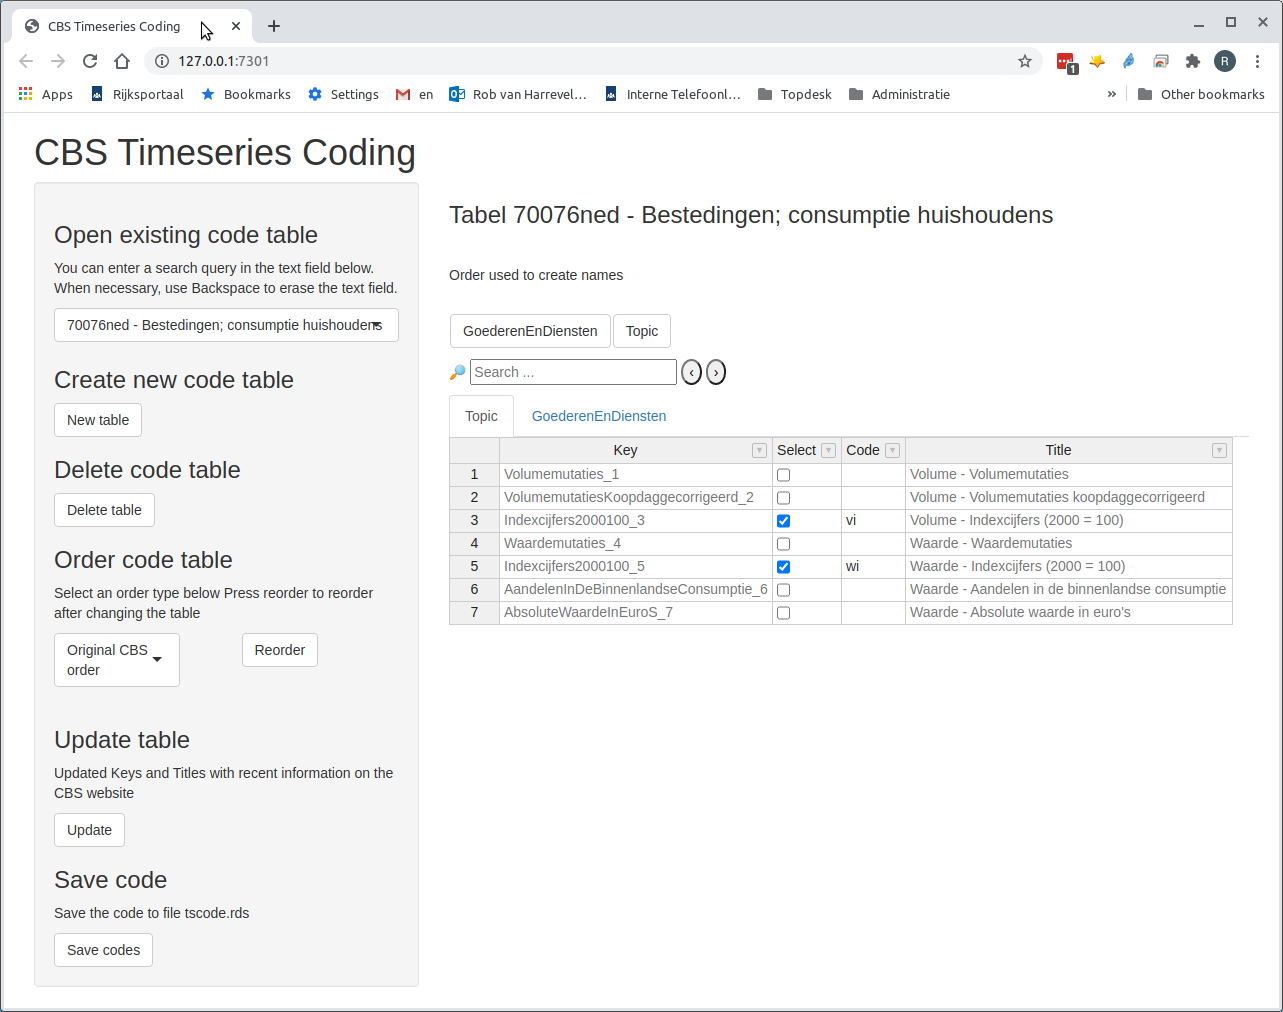 CBS Timeseries Coding
127.0.0.1:7301
1
R
Apps Rijksportaal Bookmarks Settings en Rob van Harrevel... Interne Telefoonl... Topdesk Administratie » Other bookmarks
CBS Timeseries Coding
Open existing code table
You can enter a search query in the text field below.
When necessary, use Backspace to erase the text field.
70076ned - Bestedingen; consumptie huishoudens
Create new code table
New table
Delete code table
Delete table
Order code table
Select an order type below Press reorder to reorder
after changing the table
Original CBS
order
Reorder
Update table
Updated Keys and Titles with recent information on the
CBS website
Update
Save code
Save the code to file tscode.rds
Save codes
Tabel 70076ned - Bestedingen; consumptie huishoudens
Order used to create names
GoederenEnDiensten Topic
Search ... ‹ ›
Topic GoederenEnDiensten
Key Select Code Title
1 Volumemutaties_1 Volume - Volumemutaties
2 VolumemutatiesKoopdaggecorrigeerd_2 Volume - Volumemutaties koopdaggecorrigeerd
3 Indexcijfers2000100_3 vi Volume - Indexcijfers (2000 = 100)
4 Waardemutaties_4 Waarde - Waardemutaties
5 Indexcijfers2000100_5 wi Waarde - Indexcijfers (2000 = 100)
6 AandelenInDeBinnenlandseConsumptie_6 Waarde - Aandelen in de binnenlandse consumptie
7 AbsoluteWaardeInEuroS_7 Waarde - Absolute waarde in euro's